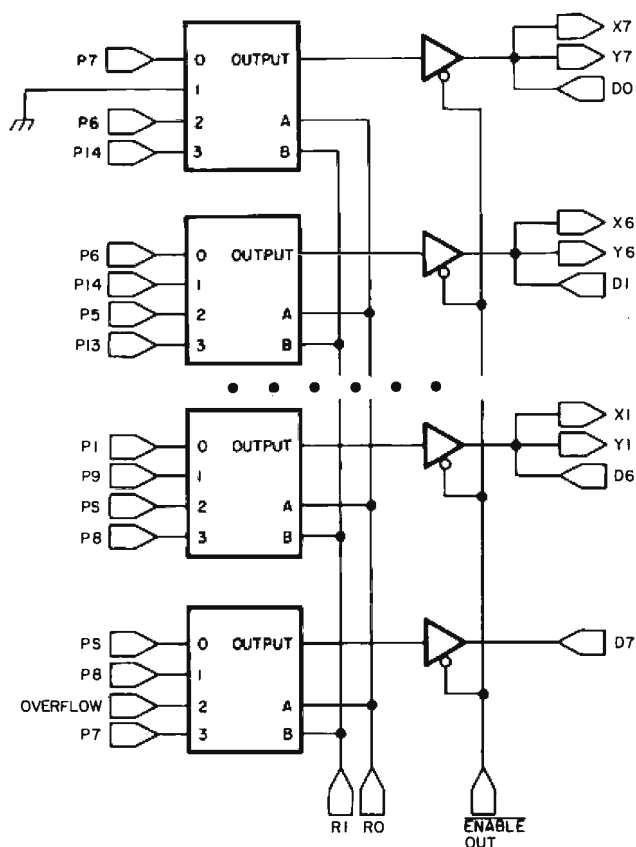 P7 0 OUTPUT X7
1 Y7
P6 2 A D0
P14 3 B
P6 0 OUTPUT X6
P14 1 Y6
P5 2 A D1
P13 3 B
P1 0 OUTPUT X1
P9 1 Y1
PS 2 A D6
P8 3 B
PS 0 OUTPUT D7
P8 1
OVERFLOW 2 A
P7 3 B
R1 R0 ENABLE
OUT